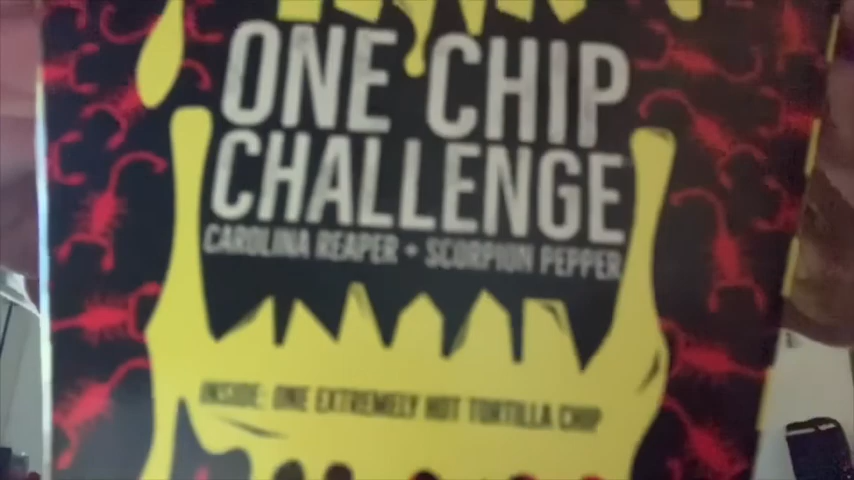 ONE CHIP
CHALLENGE
CAROLINA REAPER + SCORPION PEPPER
INSIDE: ONE EXTREMELY HOT TORTILLA CHIP